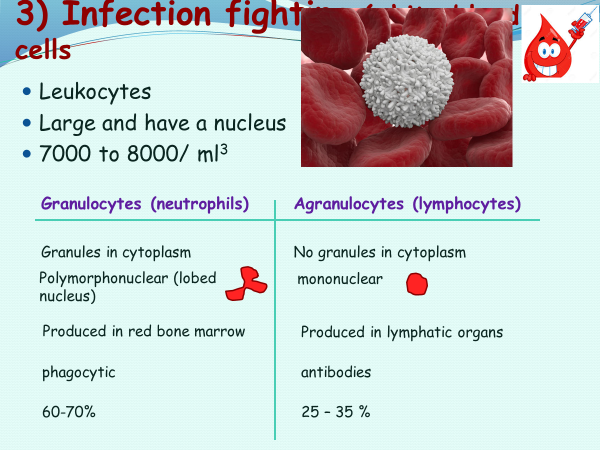 3) Infection
cells
Leukocytes
Large and have a nucleus
7000 to 8000/ ml³
Granulocytes (neutrophils)
Agranulocytes (lymphocytes)
Granules in cytoplasm
No granules in cytoplasm
Polymorphonuclear (lobed
nucleus)
mononuclear
Produced in red bone marrow
Produced in lymphatic organs
phagocytic
antibodies
60-70%
25 – 35 %